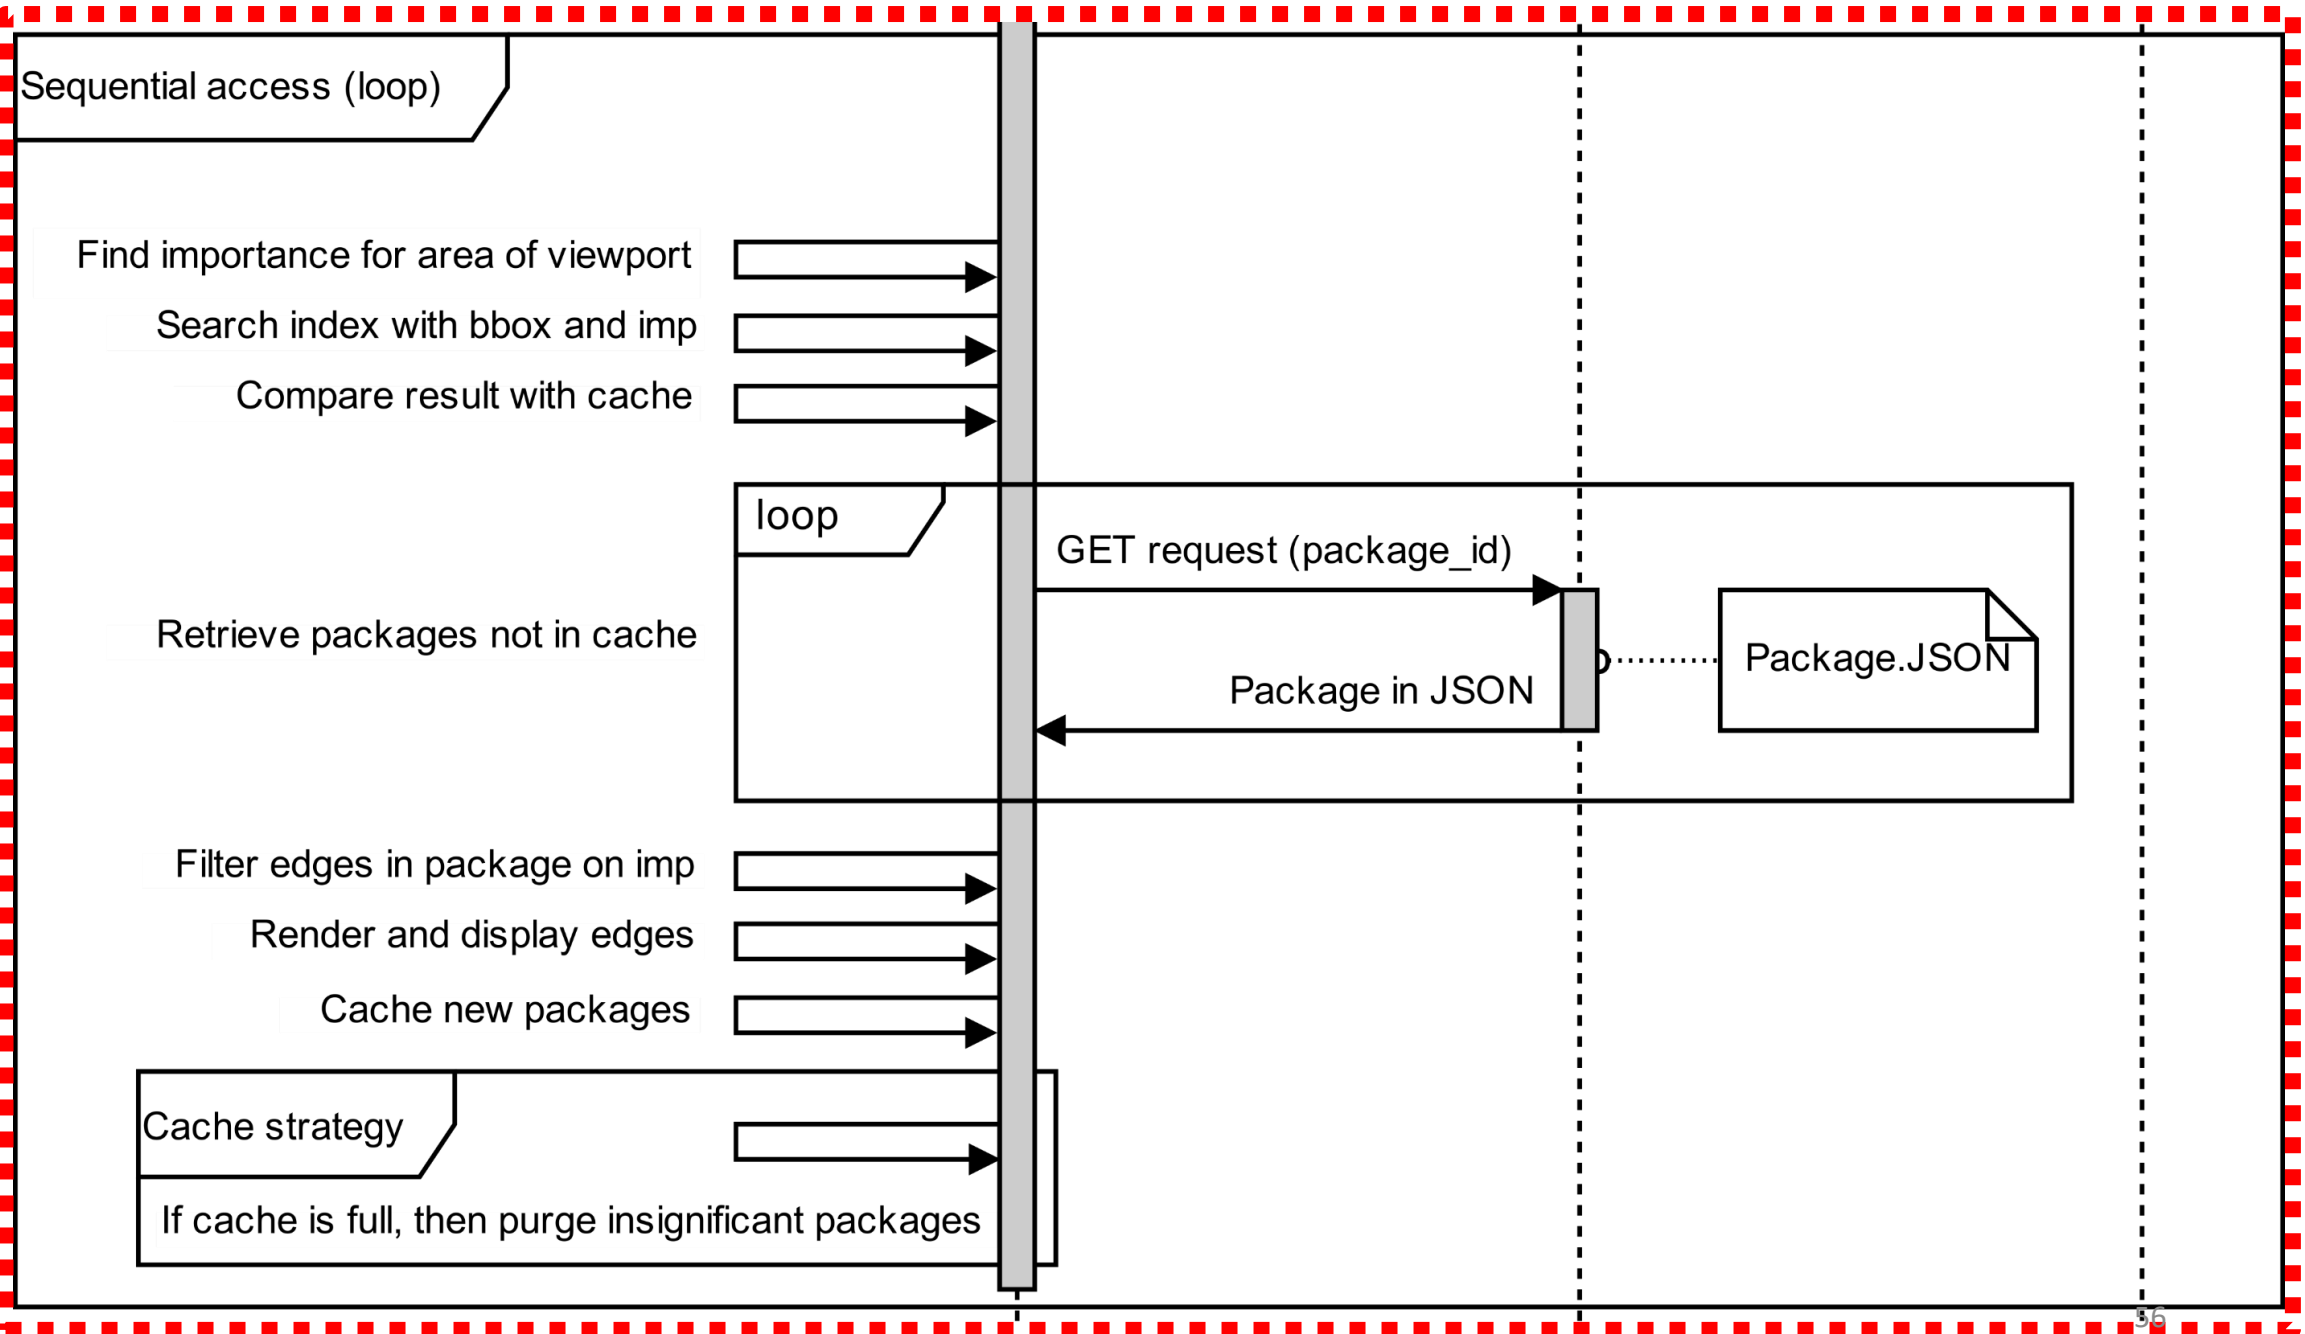 Sequential access (loop)
Find importance for area of viewport
Search index with bbox and imp
Compare result with cache
loop
GET request (package_id)
Retrieve packages not in cache
Package.JSON
Package in JSON
Filter edges in package on imp
Render and display edges
Cache new packages
Cache strategy
If cache is full, then purge insignificant packages
56